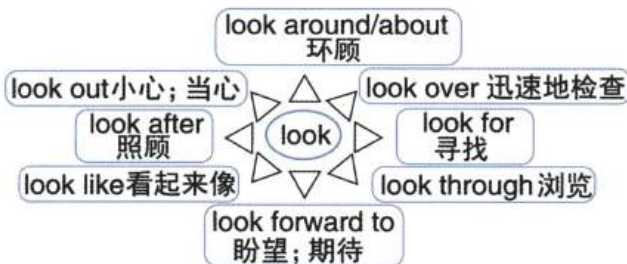 look around/about
环顾
look out小心；当心
look over 迅速地检查
look after
照顾
look
look for
寻找
look like看起来像
look through浏览
look forward to
盼望；期待